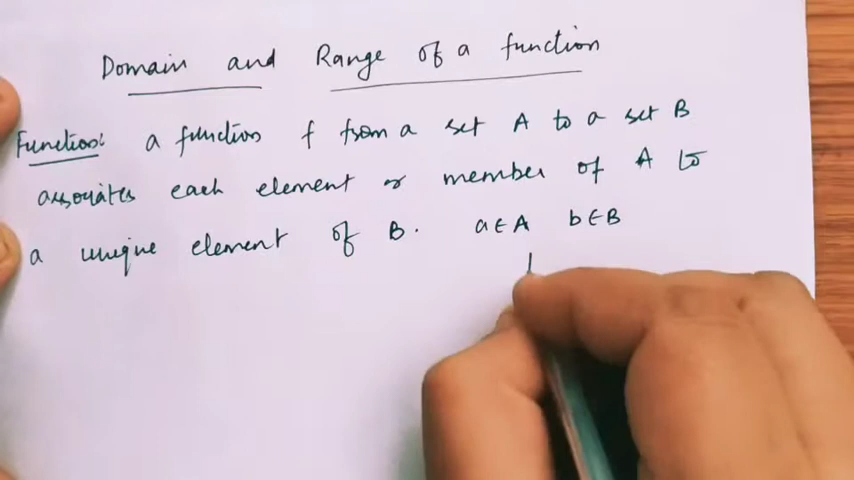 Domain and Range of a function
Function: a function f from a set A to a set B
associates each element or member of A to
a unique element of B. a ∈ A b ∈ B